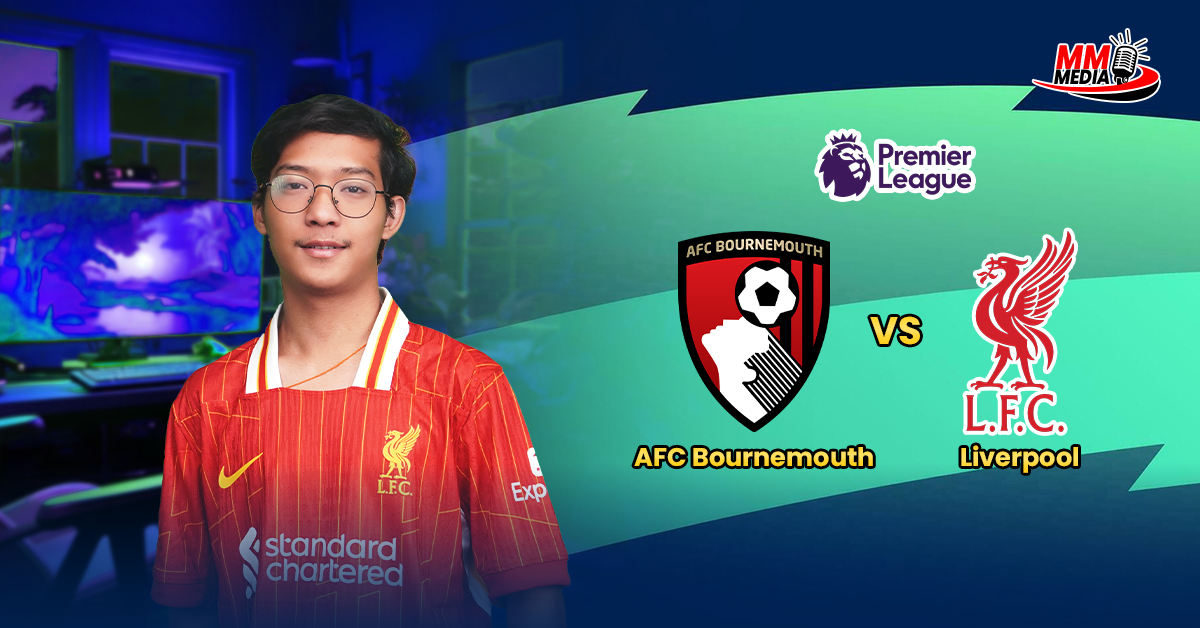 MM
MEDIA
Premier
League
AFC BOURNEMOUTH
VS
L.F.C.
AFC Bournemouth
Liverpool
L.F.C.
Exp
standard
chartered